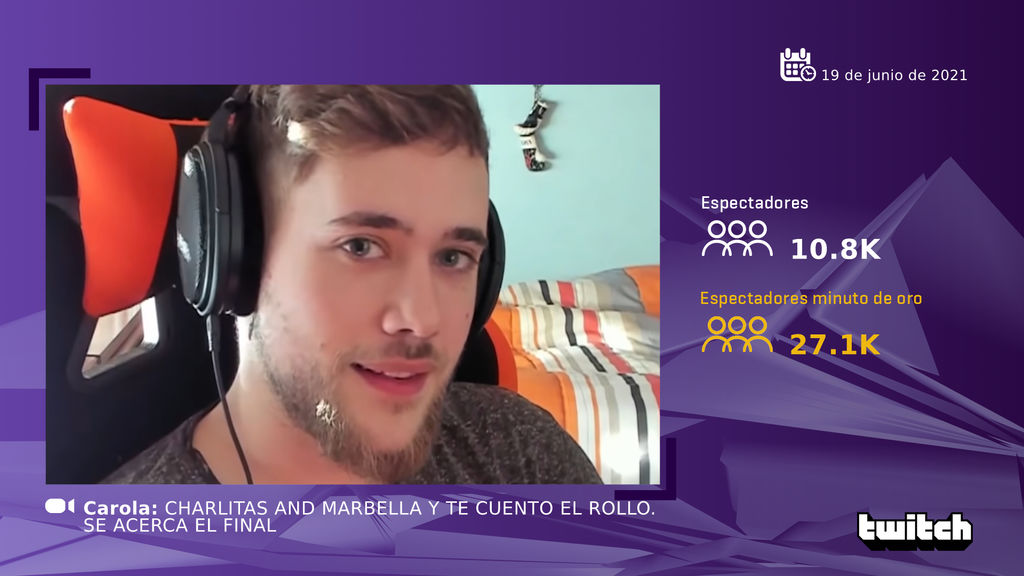 19 de junio de 2021
Espectadores
10.8K
Espectadores minuto de oro
27.1K
Carola: CHARLITAS AND MARBELLA Y TE CUENTO EL ROLLO.
SE ACERCA EL FINAL
twitch